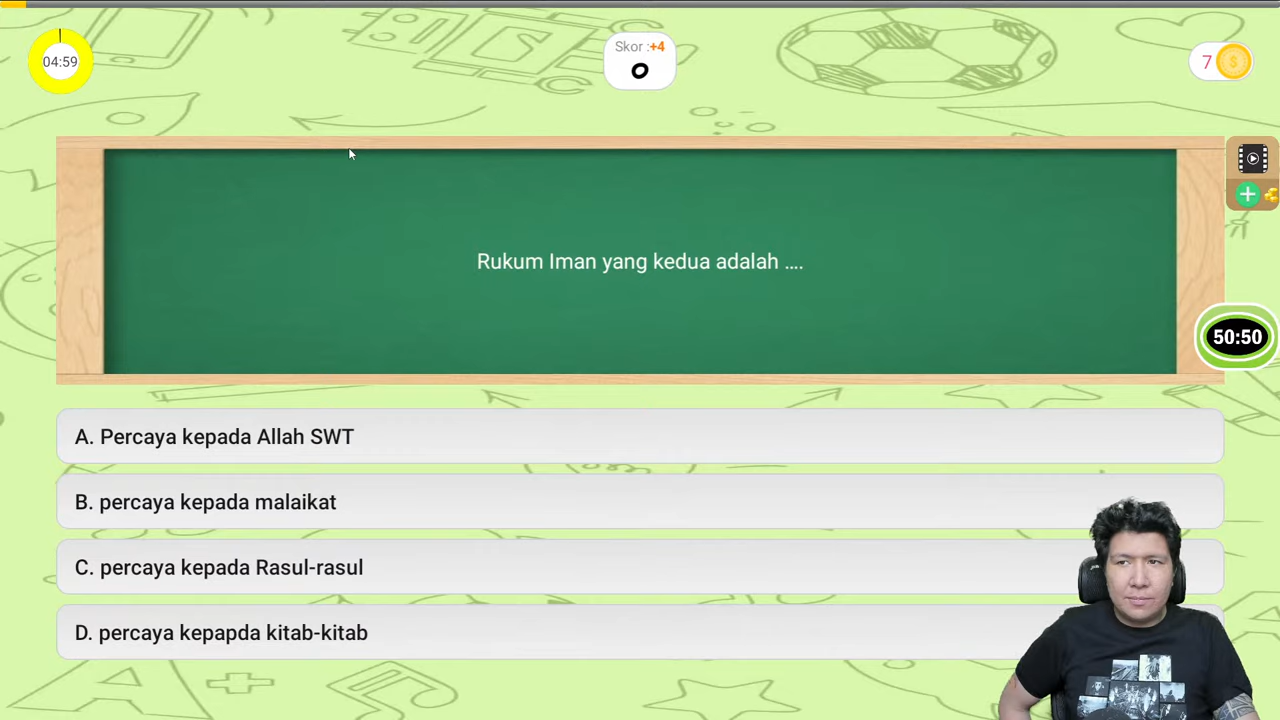 04:59
Skor :+4
0
7
Rukum Iman yang kedua adalah ....
50:50
A. Percaya kepada Allah SWT
B. percaya kepada malaikat
C. percaya kepada Rasul-rasul
D. percaya kepapda kitab-kitab